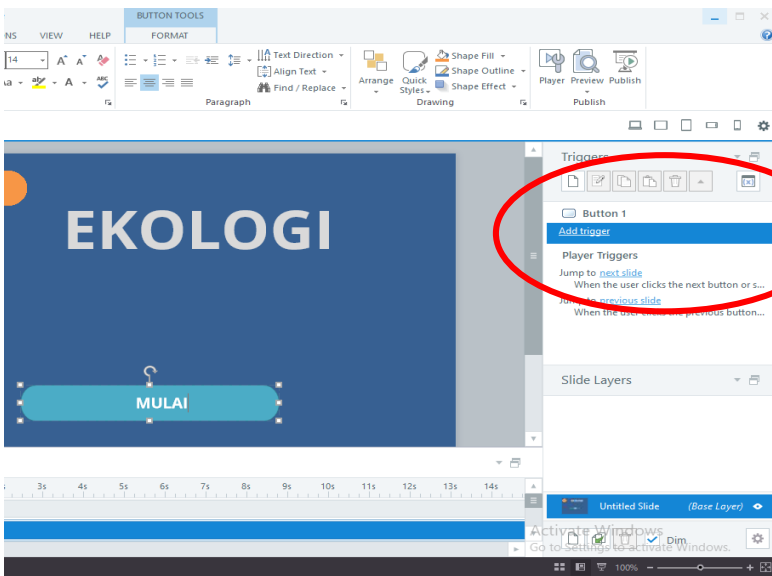 BUTTON TOOLS
NS VIEW HELP FORMAT
14
Text Direction
Align Text
Find / Replace
Arrange
Quick Styles
Shape Fill
Shape Outline
Shape Effect
Player Preview Publish
Paragraph Drawing Publish
Triggers
Button 1
Add trigger
Player Triggers
Jump to next slide
When the user clicks the next button or s...
Jump to previous slide
When the user clicks the previous button...
EKOLOGI
MULAI
Slide Layers
3s 4s 5s 6s 7s 8s 9s 10s 11s 12s 13s 14s
Untitled Slide (Base Layer)
Dim
Activate Windows
Go to Settings to activate Windows.
100%